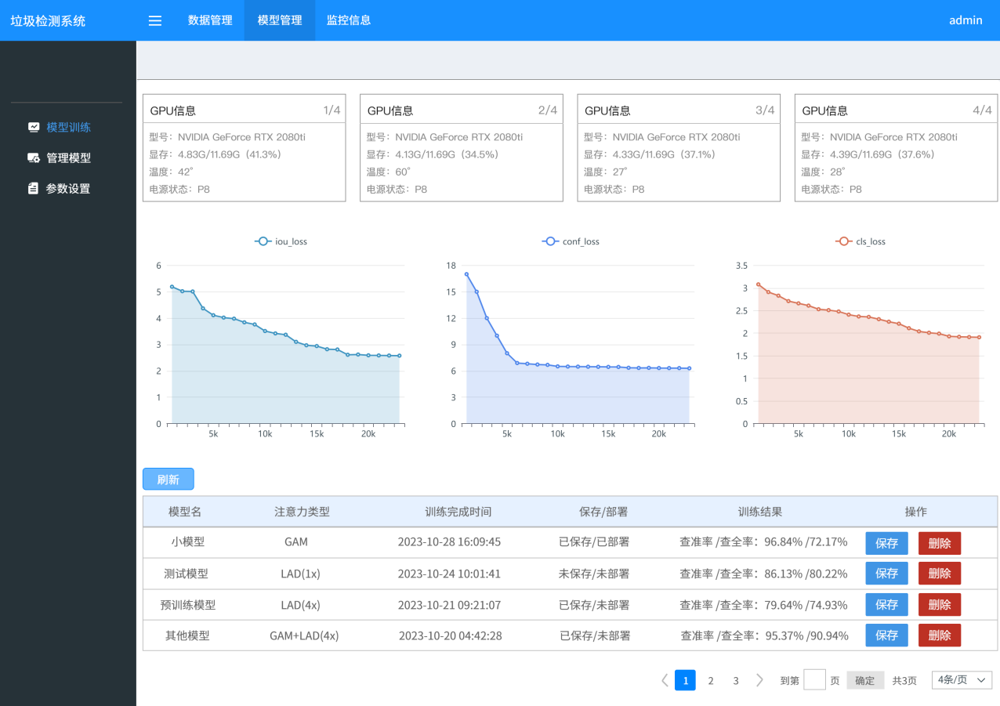 垃圾检测系统 数据管理 模型管理 监控信息 admin
模型训练
管理模型
参数设置
GPU信息 1/4
型号：NVIDIA GeForce RTX 2080ti
显存：4.83G/11.69G（41.3%）
温度：42°
电源状态：P8
GPU信息 2/4
型号：NVIDIA GeForce RTX 2080ti
显存：4.13G/11.69G（34.5%）
温度：60°
电源状态：P8
GPU信息 3/4
型号：NVIDIA GeForce RTX 2080ti
显存：4.33G/11.69G（37.1%）
温度：27°
电源状态：P8
GPU信息 4/4
型号：NVIDIA GeForce RTX 2080ti
显存：4.39G/11.69G（37.6%）
温度：28°
电源状态：P8
iou_loss
6
5
4
3
2
1
0
5k 10k 15k 20k
conf_loss
18
15
12
9
6
3
0
5k 10k 15k 20k
cls_loss
3.5
3
2.5
2
1.5
1
0.5
0
5k 10k 15k 20k
刷新
模型名 注意力类型 训练完成时间 保存/部署 训练结果 操作
小模型 GAM 2023-10-28 16:09:45 已保存/已部署 查准率 /查全率：96.84% /72.17% 保存 删除
测试模型 LAD(1x) 2023-10-24 10:01:41 未保存/未部署 查准率 /查全率：86.13% /80.22% 保存 删除
预训练模型 LAD(4x) 2023-10-21 09:21:07 已保存/未部署 查准率 /查全率：79.64% /74.93% 保存 删除
其他模型 GAM+LAD(4x) 2023-10-20 04:42:28 已保存/未部署 查准率 /查全率：95.37% /90.94% 保存 删除
1 2 3 到第 页 确定 共3页 4条/页